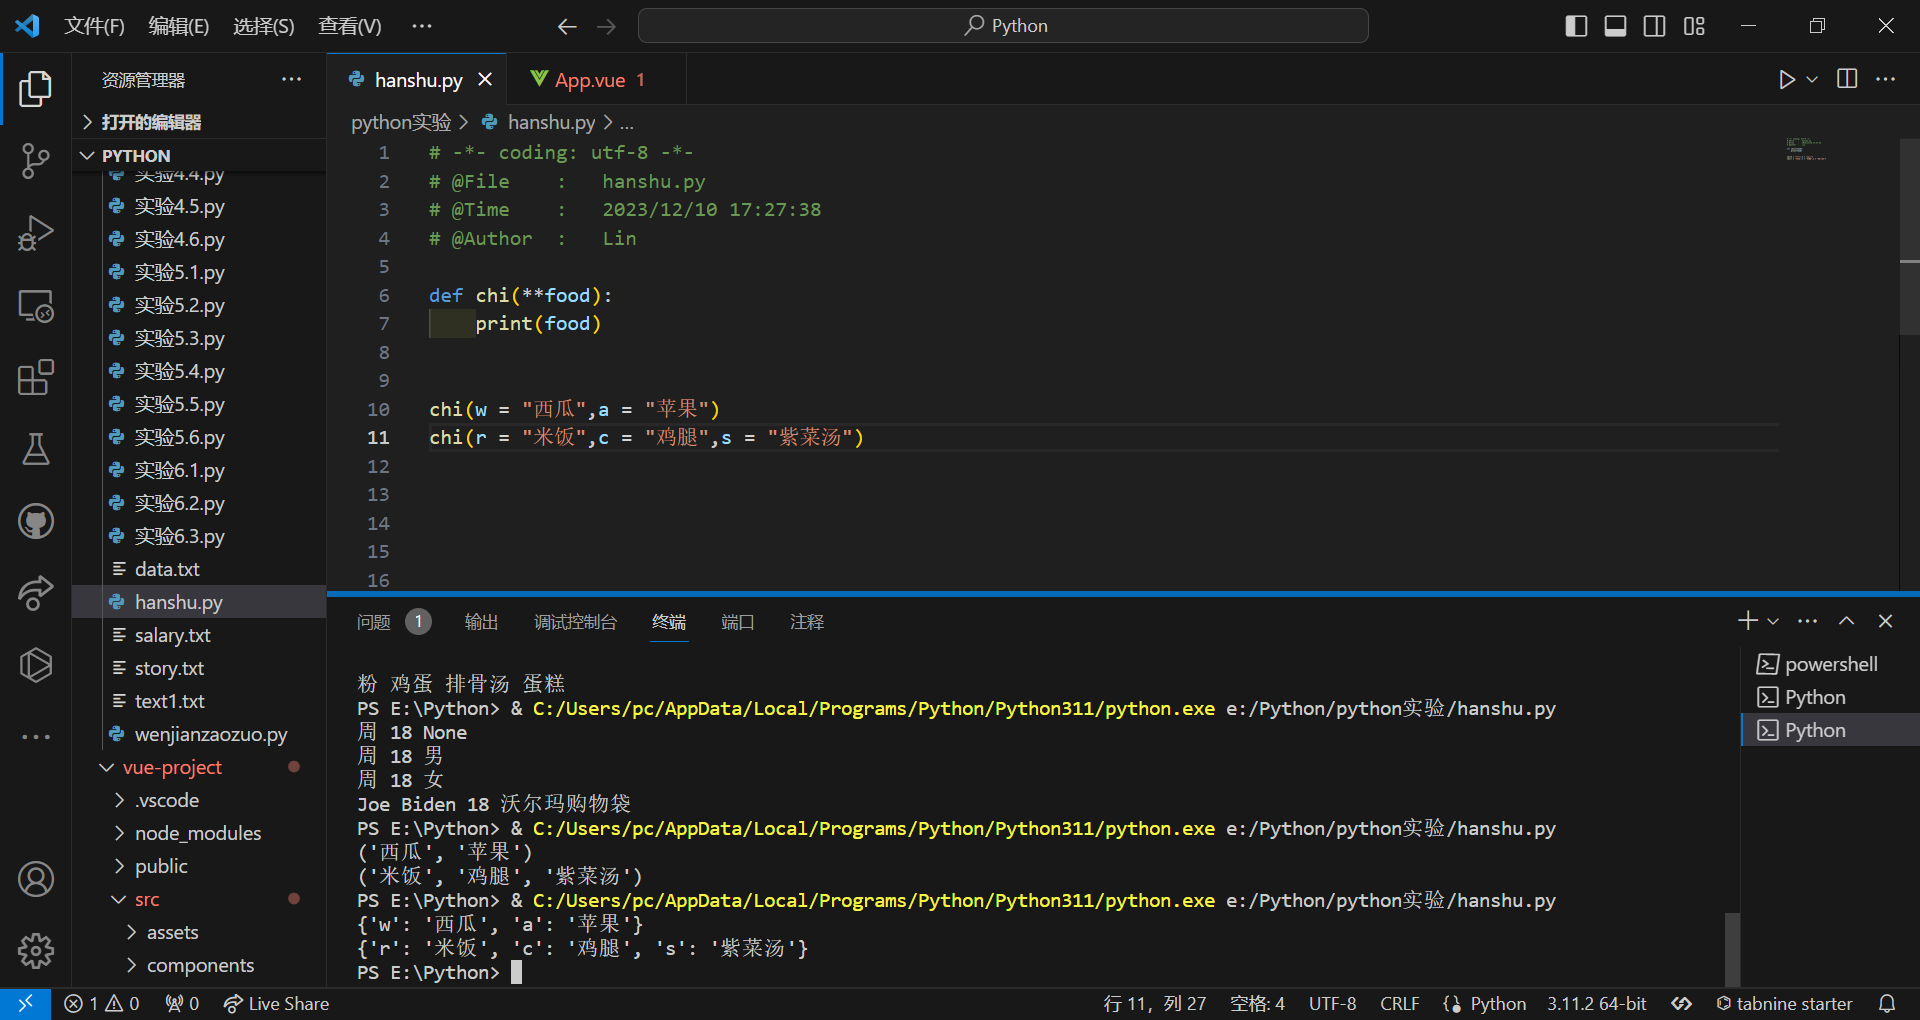 文件(F) 编辑(E) 选择(S) 查看(V) ··· Python
资源管理器 ···
打开的编辑器
PYTHON
实验4.4.py
实验4.5.py
实验4.6.py
实验5.1.py
实验5.2.py
实验5.3.py
实验5.4.py
实验5.5.py
实验5.6.py
实验6.1.py
实验6.2.py
实验6.3.py
data.txt
hanshu.py
salary.txt
story.txt
text1.txt
wenjianzaozuo.py
vue-project
.vscode
node_modules
public
src
assets
components
hanshu.py App.vue 1
python实验 > hanshu.py > ...
1 # -*- coding: utf-8 -*-
2 # @File : hanshu.py
3 # @Time : 2023/12/10 17:27:38
4 # @Author : Lin
5
6 def chi(**food):
7 print(food)
8
9
10 chi(w = "西瓜",a = "苹果")
11 chi(r = "米饭",c = "鸡腿",s = "紫菜汤")
12
13
14
15
16
问题 1 输出 调试控制台 终端 端口 注释
粉 鸡蛋 排骨汤 蛋糕
PS E:\Python> & C:/Users/pc/AppData/Local/Programs/Python/Python311/python.exe e:/Python/python实验/hanshu.py
周 18 None
周 18 男
周 18 女
Joe Biden 18 沃尔玛购物袋
PS E:\Python> & C:/Users/pc/AppData/Local/Programs/Python/Python311/python.exe e:/Python/python实验/hanshu.py
('西瓜', '苹果')
('米饭', '鸡腿', '紫菜汤')
PS E:\Python> & C:/Users/pc/AppData/Local/Programs/Python/Python311/python.exe e:/Python/python实验/hanshu.py
{'w': '西瓜', 'a': '苹果'}
{'r': '米饭', 'c': '鸡腿', 's': '紫菜汤'}
PS E:\Python>
powershell
Python
Python
1 0 0 Live Share 行 11，列 27 空格: 4 UTF-8 CRLF Python 3.11.2 64-bit tabnine starter